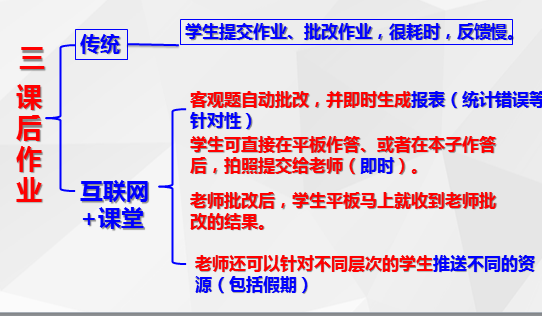 三
课后作业
传统
学生提交作业、批改作业，很耗时，反馈慢。
互联网
+课堂
客观题自动批改，并即时生成报表（统计错误等
针对性）
学生可直接在平板作答、或者在本子作答
后，拍照提交给老师（即时）。
老师批改后，学生平板马上就收到老师批
改的结果。
老师还可以针对不同层次的学生推送不同的资
源（包括假期）